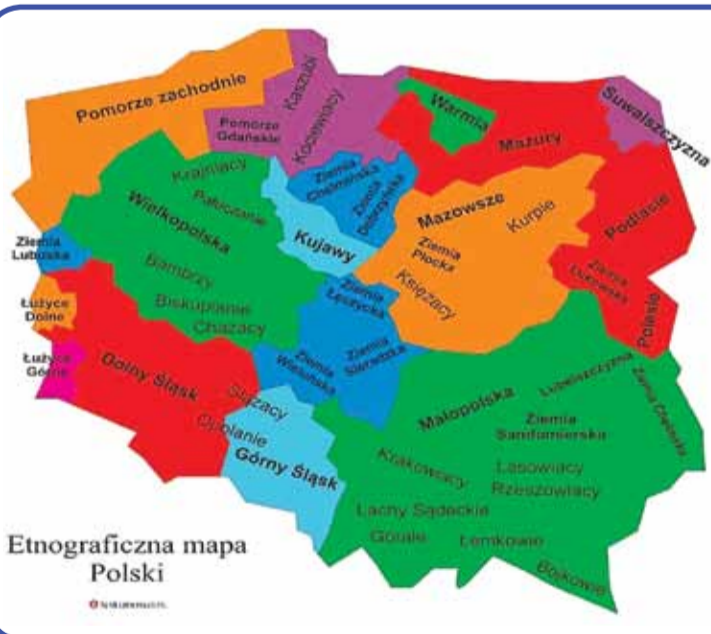 Pomorze zachodnie
Kaszubi
Kociewiacy
Pomorze
Gdańskie
Warmia
Mazury
Suwalszczyzna
Krajniacy
Pałuczanie
Wielkopolska
Ziemia
Chełmińska
Ziemia
Dobrzyńska
Kujawy
Mazowsze
Kurpie
Ziemia
Płocka
Księżacy
Podlasie
Ziemia
Łukowska
Polesie
Ziemia
Lubuska
Bambrzy
Biskupianie
Chazacy
Ziemia
Łęczycka
Ziemia
Sieradzka
Ziemia
Wieluńska
Łużyce
Dolne
Łużyce
Górne
Dolny Śląsk
Ślązacy
Opolanie
Górny Śląsk
Małopolska
Lubelszczyzna
Ziemia Chełmska
Ziemia
Sandomierska
Krakowiacy
Lasowiacy
Rzeszowiacy
Lachy Sądeckie
Górale
Łemkowie
Bojkowie
Etnograficzna mapa
Polski